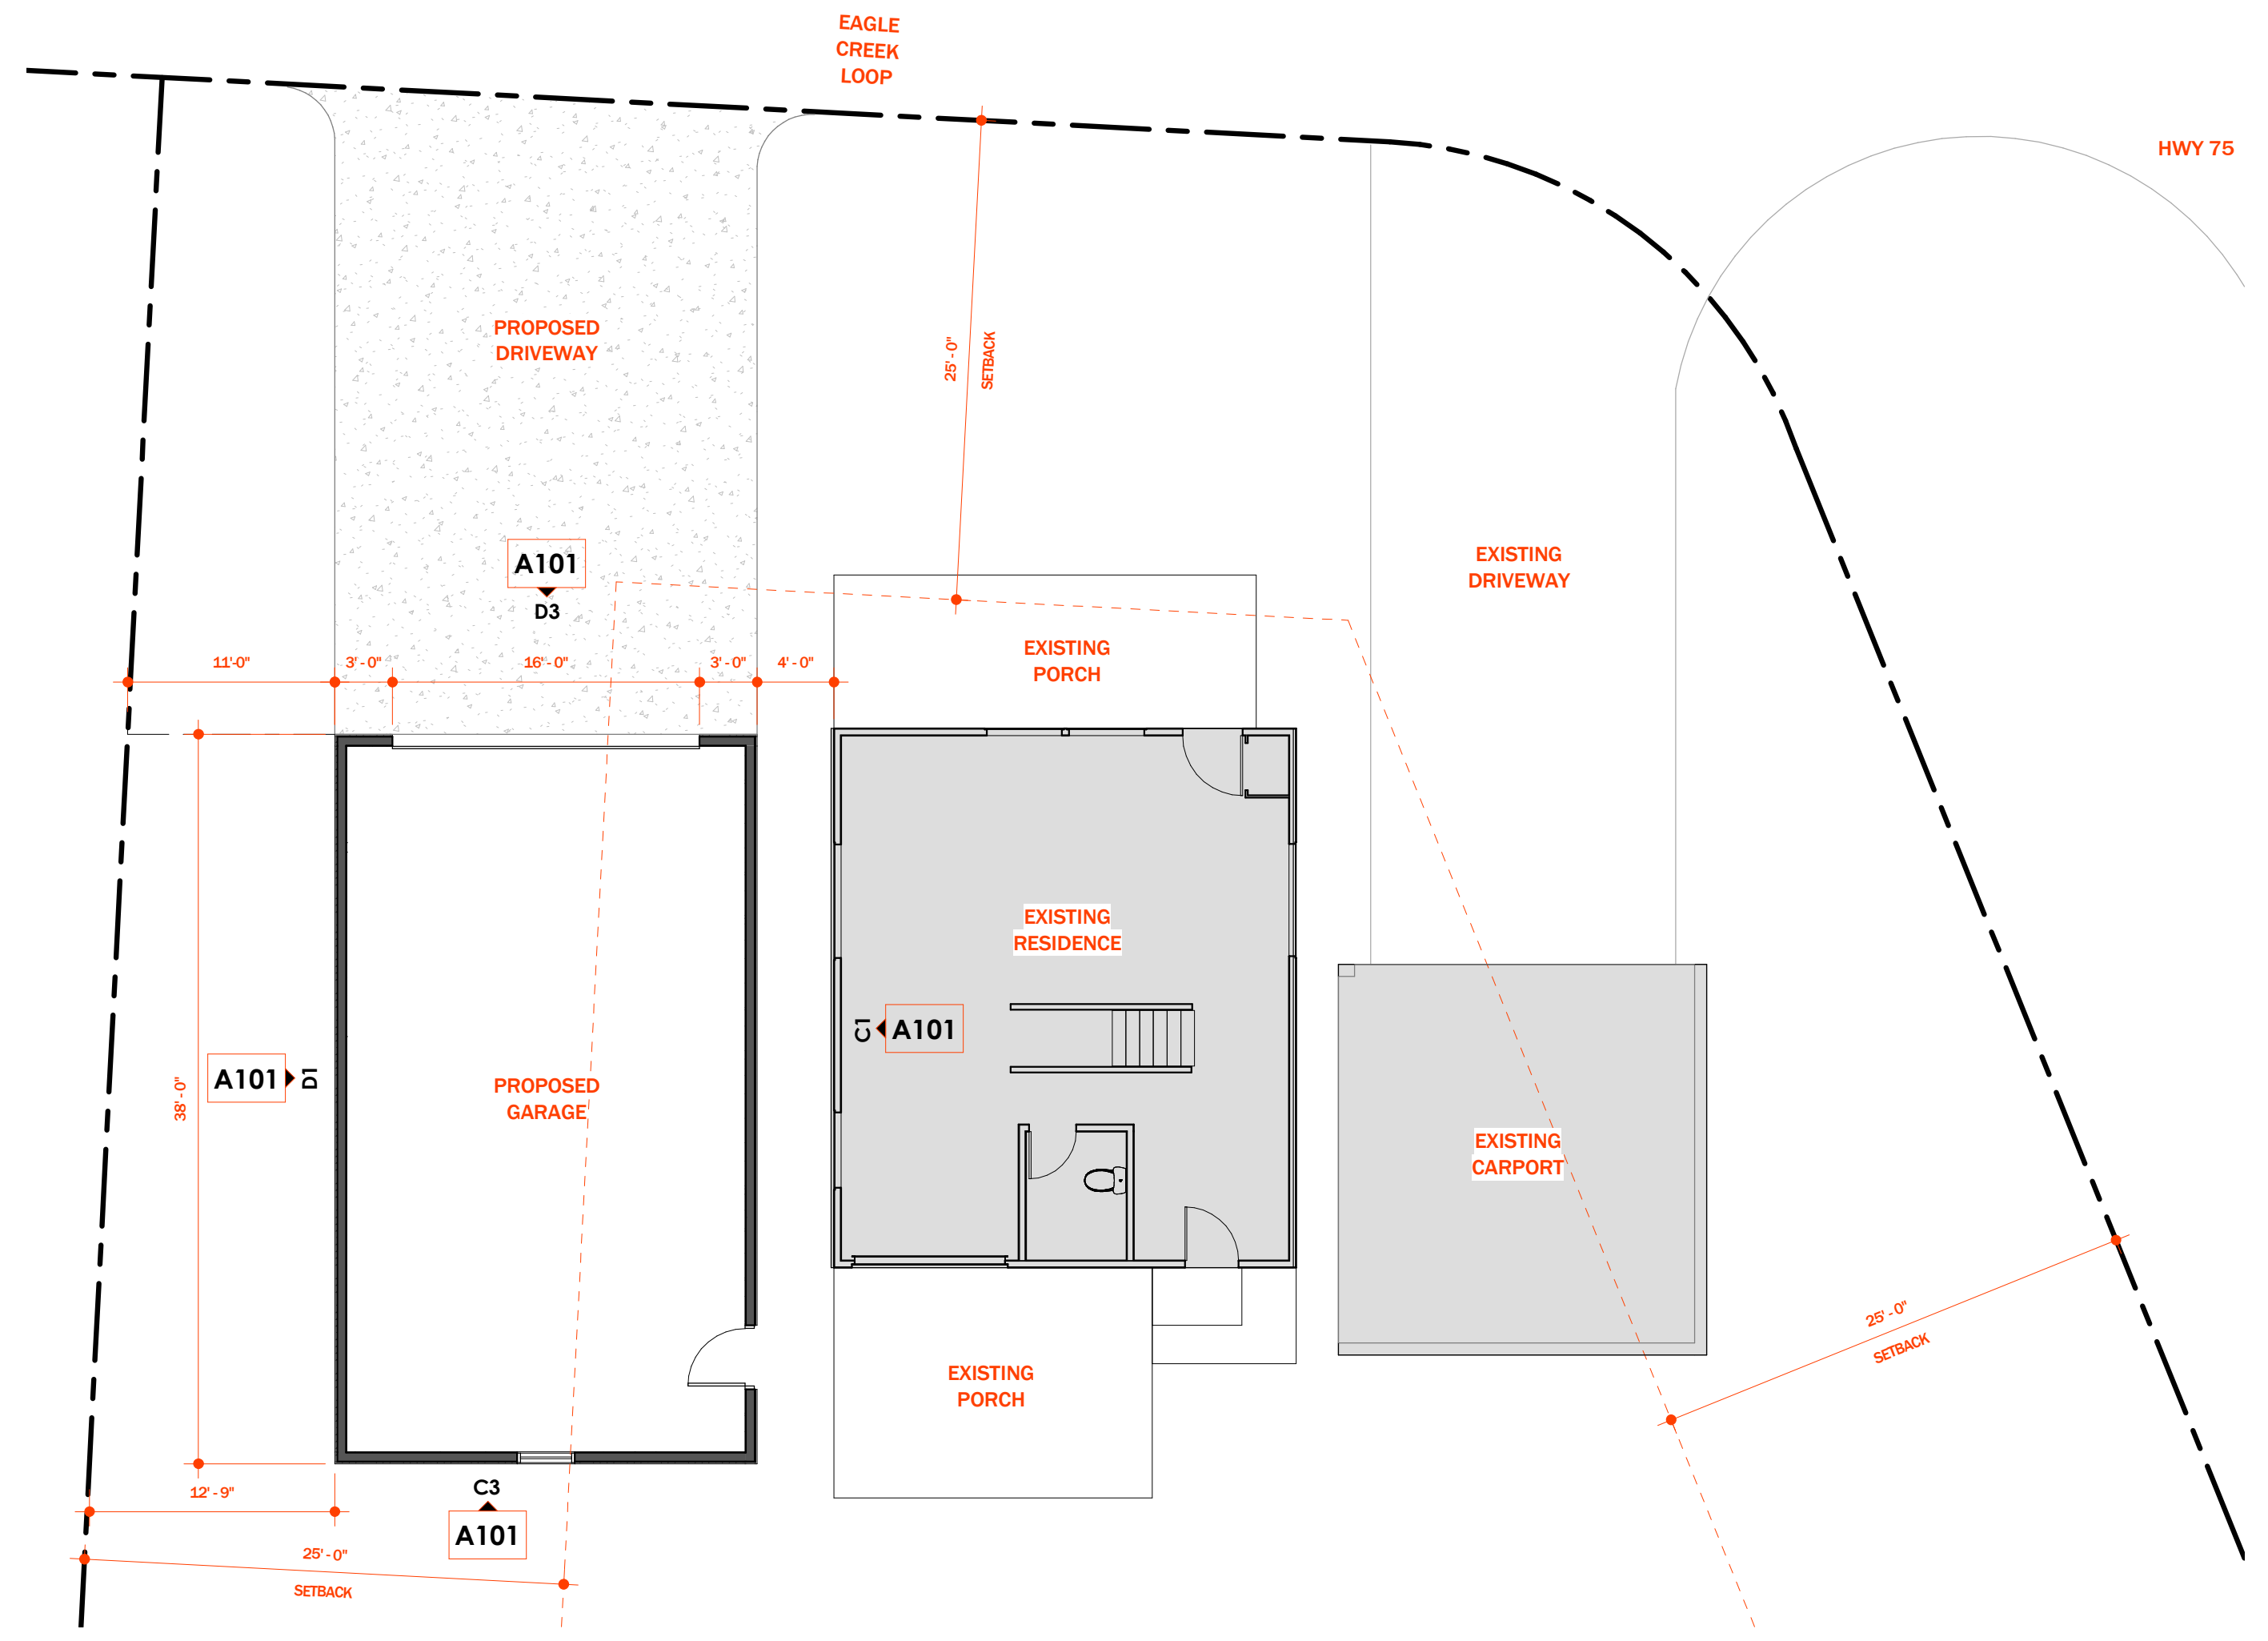 EAGLE
CREEK
LOOP
HWY 75
PROPOSED
DRIVEWAY
25'-0"
SETBACK
A101
D3
EXISTING
DRIVEWAY
11'-0"
3'-0"
16'-0"
3'-0"
4'-0"
EXISTING
PORCH
EXISTING
RESIDENCE
C1
A101
A101
D1
38'-0"
PROPOSED
GARAGE
EXISTING
CARPORT
25'-0"
SETBACK
EXISTING
PORCH
12'-9"
C3
A101
25'-0"
SETBACK